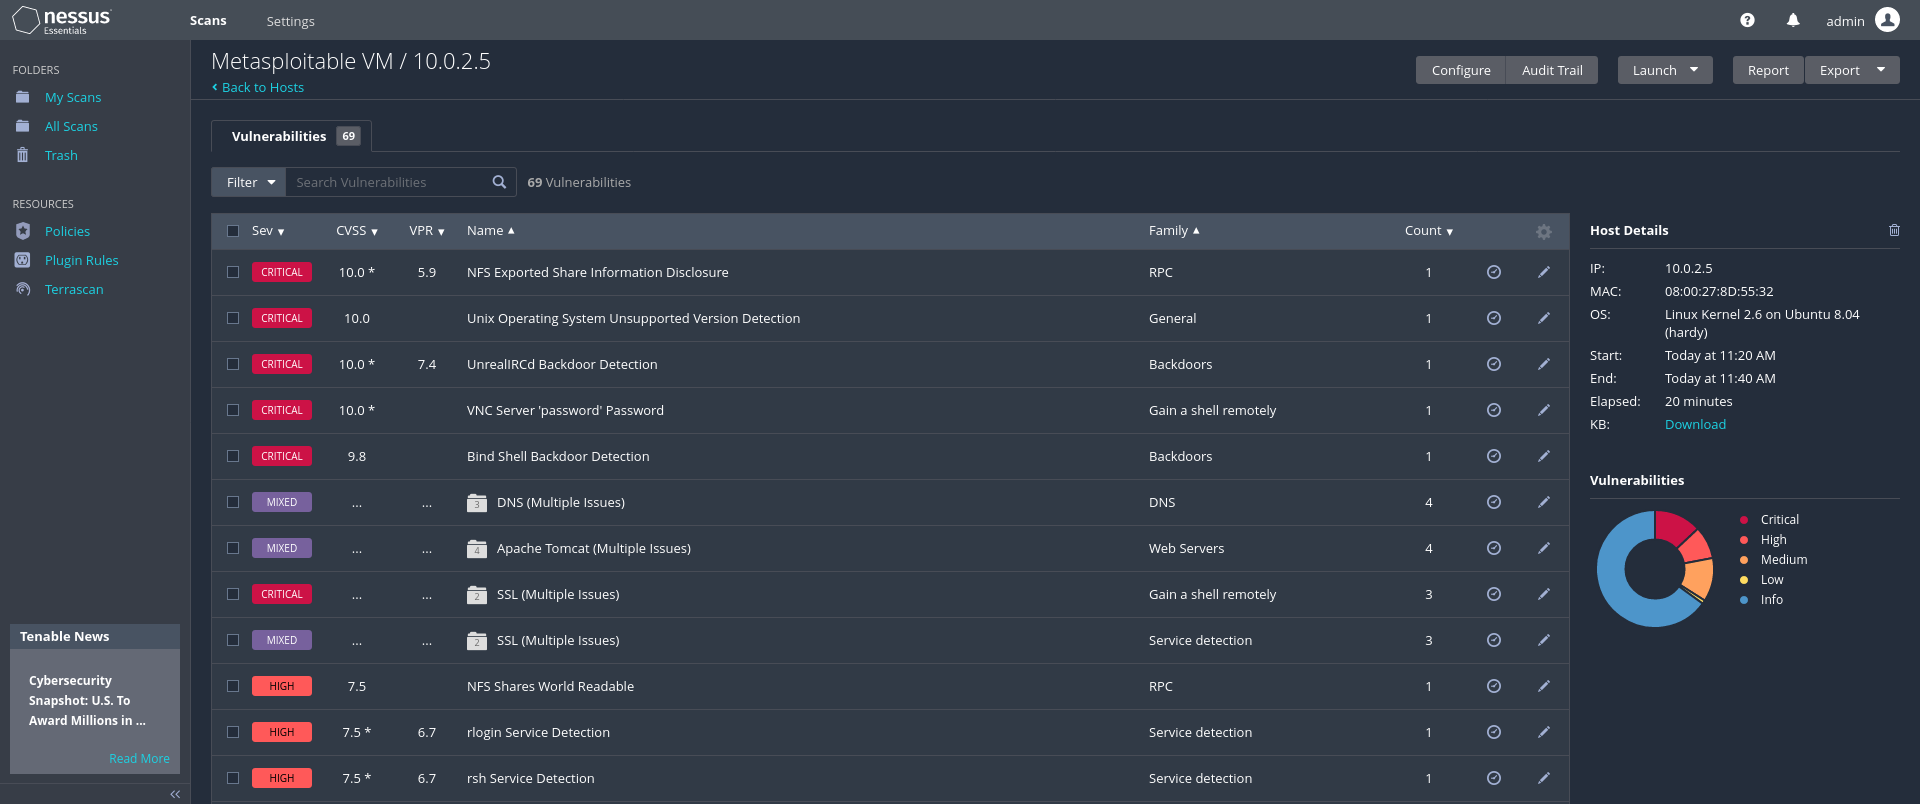 nessus
Essentials
Scans
Settings
admin
FOLDERS
My Scans
All Scans
Trash
RESOURCES
Policies
Plugin Rules
Terrascan
Tenable News
Cybersecurity
Snapshot: U.S. To
Award Millions in ...
Read More
Metasploitable VM / 10.0.2.5
Back to Hosts
Configure
Audit Trail
Launch
Report
Export
Vulnerabilities 69
Filter
Search Vulnerabilities
69 Vulnerabilities
Sev CVSS VPR Name Family Count
CRITICAL 10.0 * 5.9 NFS Exported Share Information Disclosure RPC 1
CRITICAL 10.0 Unix Operating System Unsupported Version Detection General 1
CRITICAL 10.0 * 7.4 UnrealIRCd Backdoor Detection Backdoors 1
CRITICAL 10.0 * VNC Server 'password' Password Gain a shell remotely 1
CRITICAL 9.8 Bind Shell Backdoor Detection Backdoors 1
MIXED ... ... 3 DNS (Multiple Issues) DNS 4
MIXED ... ... 4 Apache Tomcat (Multiple Issues) Web Servers 4
CRITICAL ... ... 2 SSL (Multiple Issues) Gain a shell remotely 3
MIXED ... ... 2 SSL (Multiple Issues) Service detection 3
HIGH 7.5 NFS Shares World Readable RPC 1
HIGH 7.5 * 6.7 rlogin Service Detection Service detection 1
HIGH 7.5 * 6.7 rsh Service Detection Service detection 1
Host Details
IP: 10.0.2.5
MAC: 08:00:27:8D:55:32
OS: Linux Kernel 2.6 on Ubuntu 8.04
(hardy)
Start: Today at 11:20 AM
End: Today at 11:40 AM
Elapsed: 20 minutes
KB: Download
Vulnerabilities
Critical
High
Medium
Low
Info